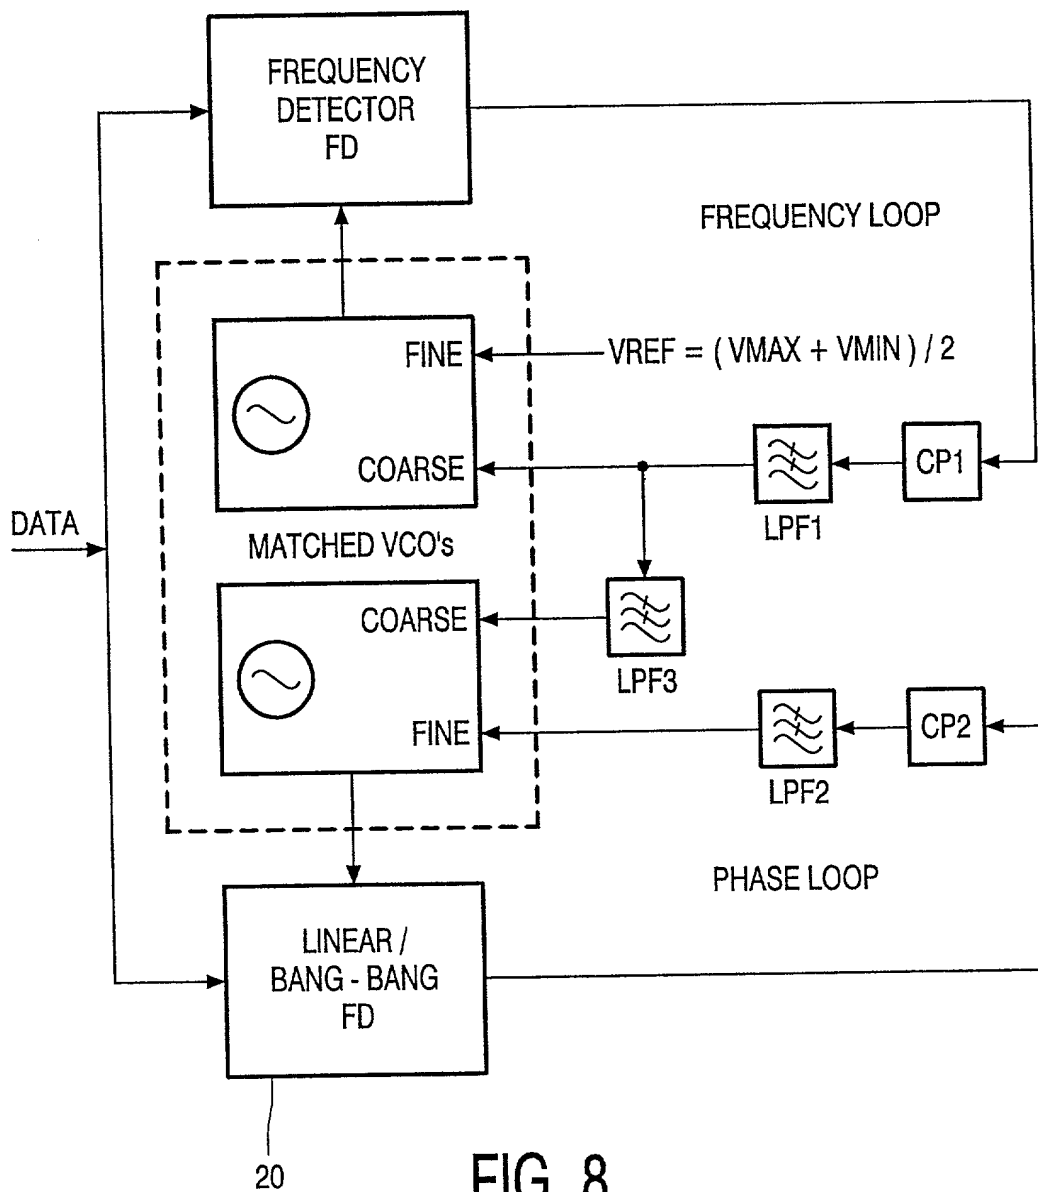 FREQUENCY
DETECTOR
FD
FREQUENCY LOOP
FINE
VREF = ( VMAX + VMIN ) / 2
COARSE
CP1
LPF1
DATA
MATCHED VCO's
COARSE
LPF3
FINE
CP2
LPF2
PHASE LOOP
LINEAR /
BANG - BANG
FD
20
FIG. 8